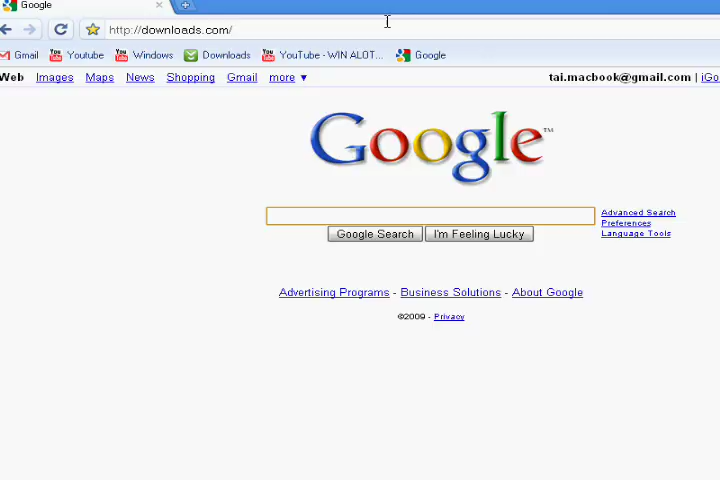 Google
http://downloads.com/
Gmail Youtube Windows Downloads YouTube - WIN ALOT... Google
Web Images Maps News Shopping Gmail more ▼ tai.macbook@gmail.com | iGo
Google™
Advanced Search
Preferences
Language Tools
Google Search I'm Feeling Lucky
Advertising Programs - Business Solutions - About Google
©2009 - Privacy